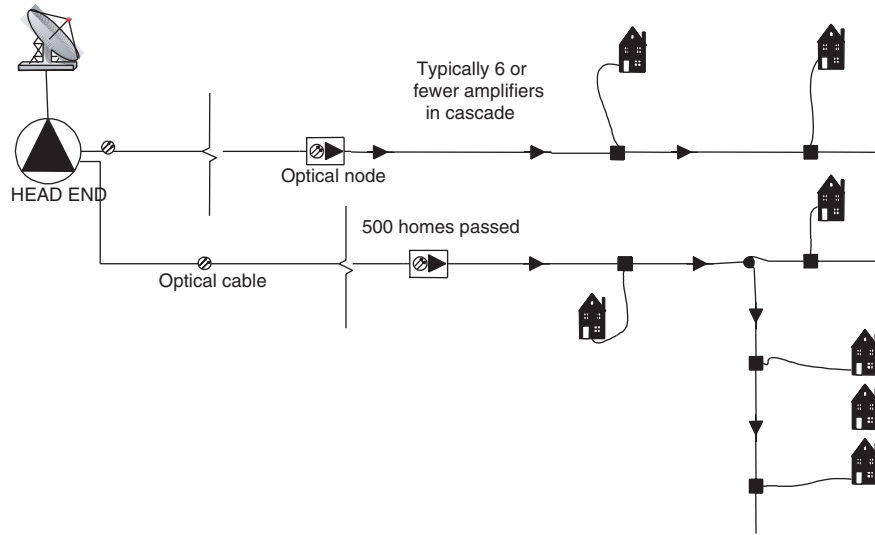 Typically 6 or
fewer amplifiers
in cascade
HEAD END
Optical node
500 homes passed
Optical cable